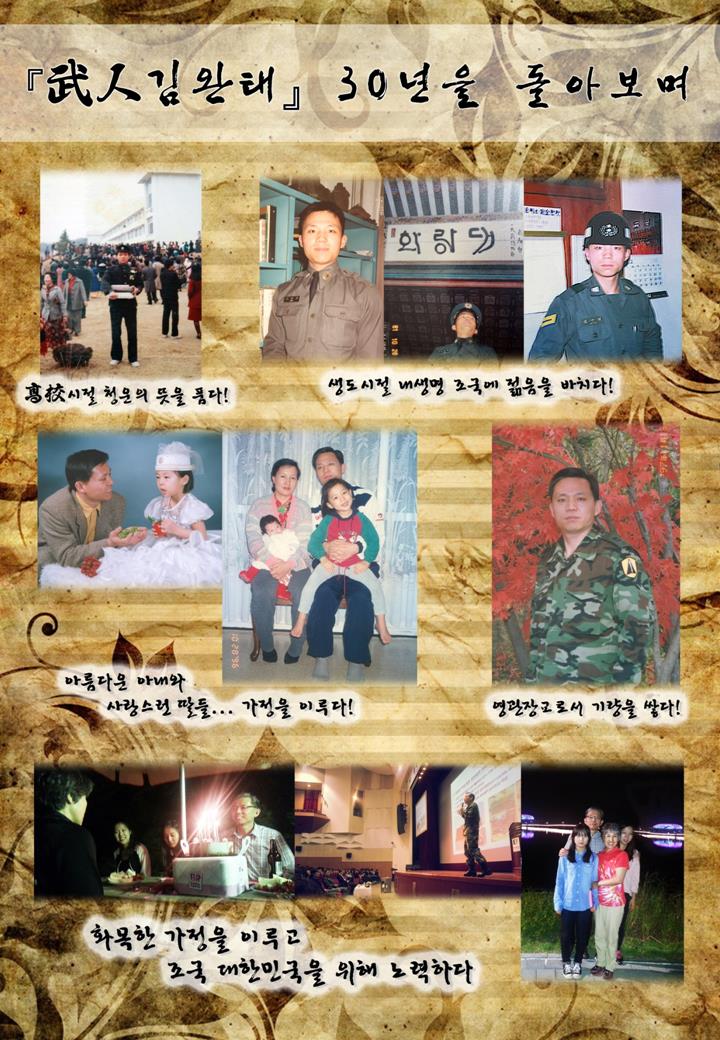 『武人김완태』 30년을 돌아보며
화랑대
高校시절 청운의 뜻을 품다!
생도시절 내생명 조국에 젊음을 바치다!
아름다운 아내와
사랑스런 딸들... 가정을 이루다!
영관장교로서 기량을 쌓다!
화목한 가정을 이루고
조국 대한민국을 위해 노력하다